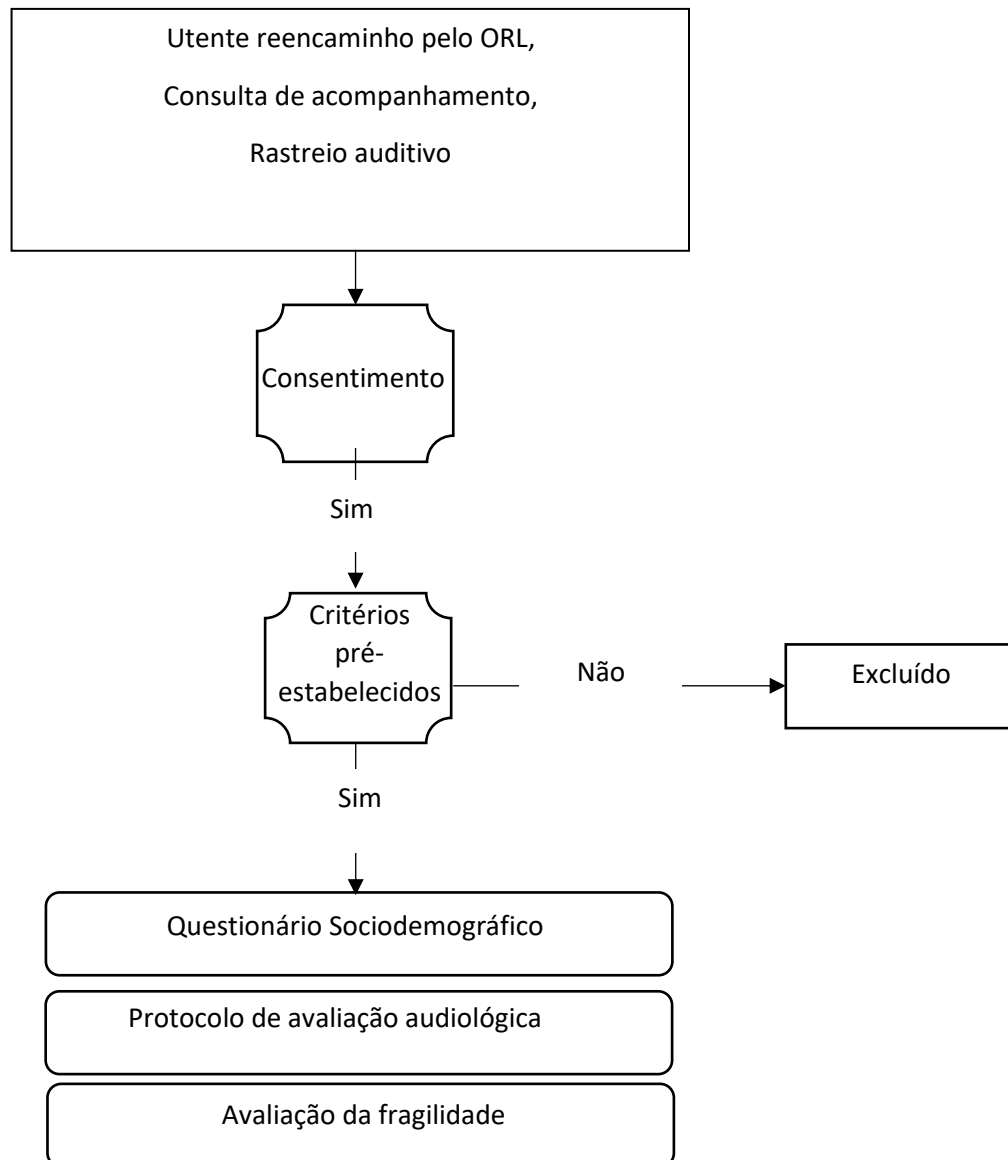 Utente reencaminho pelo ORL,
Consulta de acompanhamento,
Rastreio auditivo
Consentimento
Sim
Critérios
pré-
estabelecidos
Não
Excluído
Sim
Questionário Sociodemográfico
Protocolo de avaliação audiológica
Avaliação da fragilidade